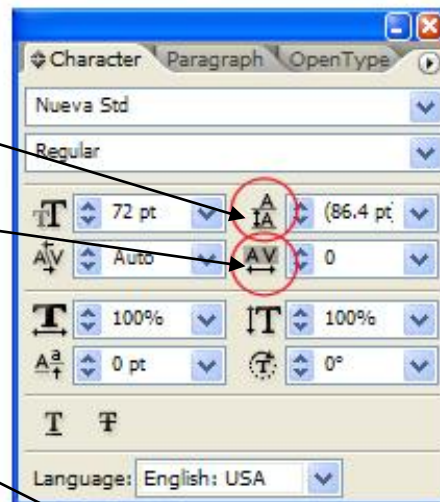 Character Paragraph OpenType
Nueva Std
Regular
72 pt (86.4 pt)
Auto 0
100% 100%
0 pt 0°
T T
Language: English: USA